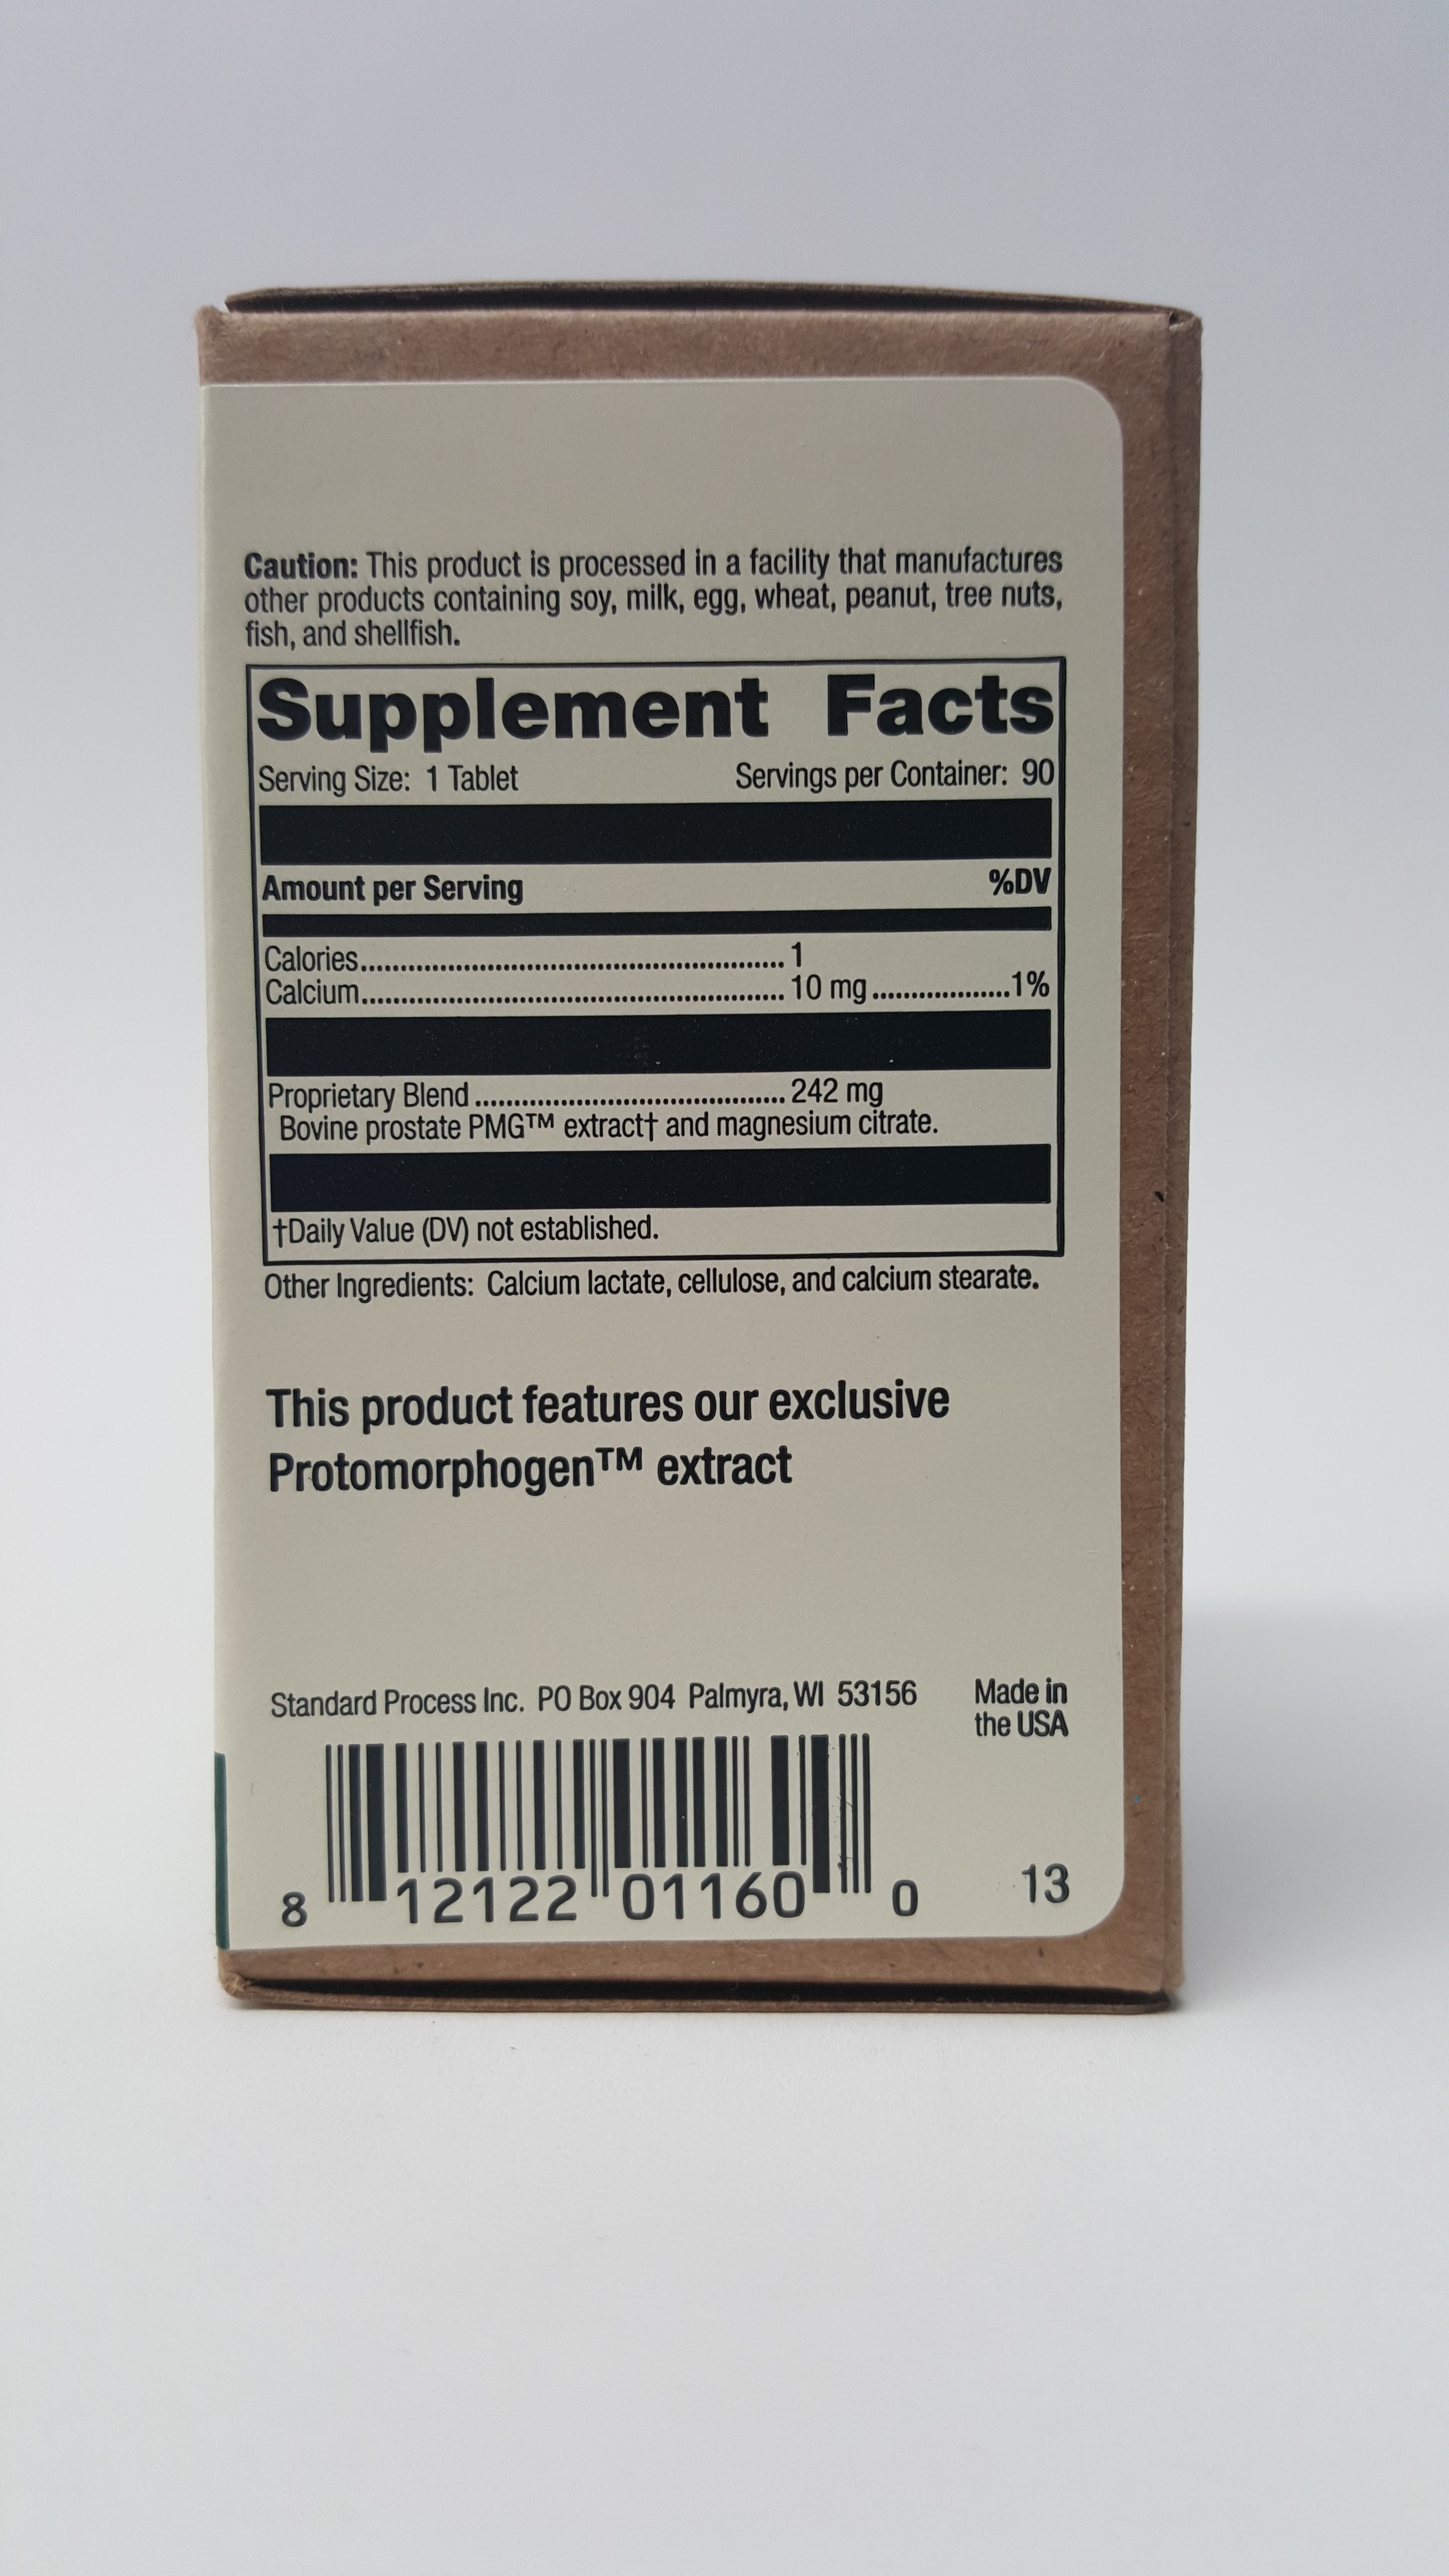 Caution: This product is processed in a facility that manufactures
other products containing soy, milk, egg, wheat, peanut, tree nuts,
fish, and shellfish.
Supplement Facts
Serving Size: 1 Tablet Servings per Container: 90
Amount per Serving %DV
Calories...................................................... 1
Calcium...................................................... 10 mg..................1%
Proprietary Blend ....................................... 242 mg
Bovine prostate PMG™ extract† and magnesium citrate.
†Daily Value (DV) not established.
Other Ingredients: Calcium lactate, cellulose, and calcium stearate.
This product features our exclusive
Protomorphogen™ extract
Standard Process Inc. PO Box 904 Palmyra, WI 53156
Made in
the USA
8 12122 01160 0
13